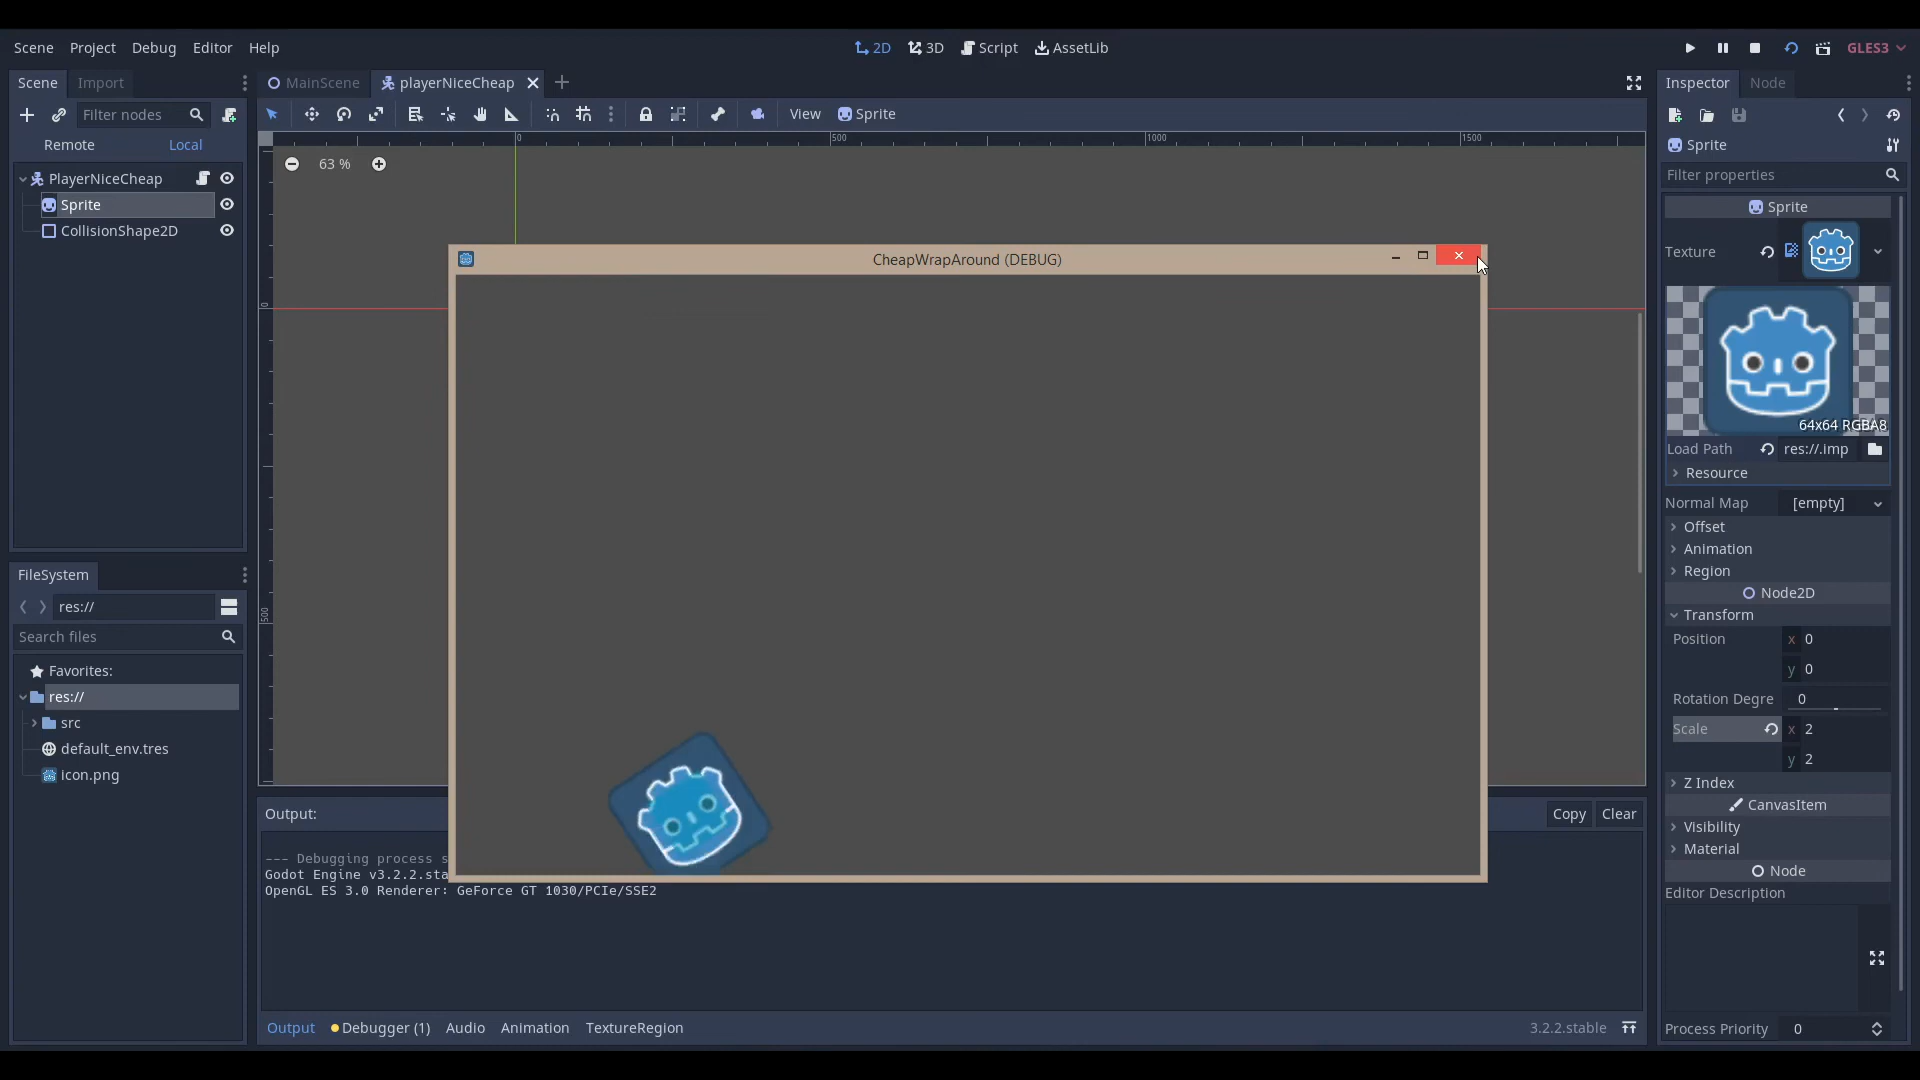 Scene Project Debug Editor Help
2D 3D Script AssetLib
GLES3
Scene Import
MainScene playerNiceCheap
Inspector Node
Filter nodes
View Sprite
Remote Local
Sprite
0 500 1000 1500
63 %
Filter properties
PlayerNiceCheap
Sprite
CollisionShape2D
Sprite
Texture
CheapWrapAround (DEBUG)
0
64x64 RGBA8
Load Path res://.imp
Resource
Normal Map [empty]
Offset
Animation
Region
Node2D
Transform
Position x 0
y 0
Rotation Degre 0
Scale x 2
y 2
Z Index
CanvasItem
Visibility
Material
Node
Editor Description
Process Priority 0
FileSystem
res://
500
Search files
Favorites:
res://
src
default_env.tres
icon.png
Output:
Copy Clear
--- Debugging process s
Godot Engine v3.2.2.sta
OpenGL ES 3.0 Renderer: GeForce GT 1030/PCIe/SSE2
Output Debugger (1) Audio Animation TextureRegion
3.2.2.stable